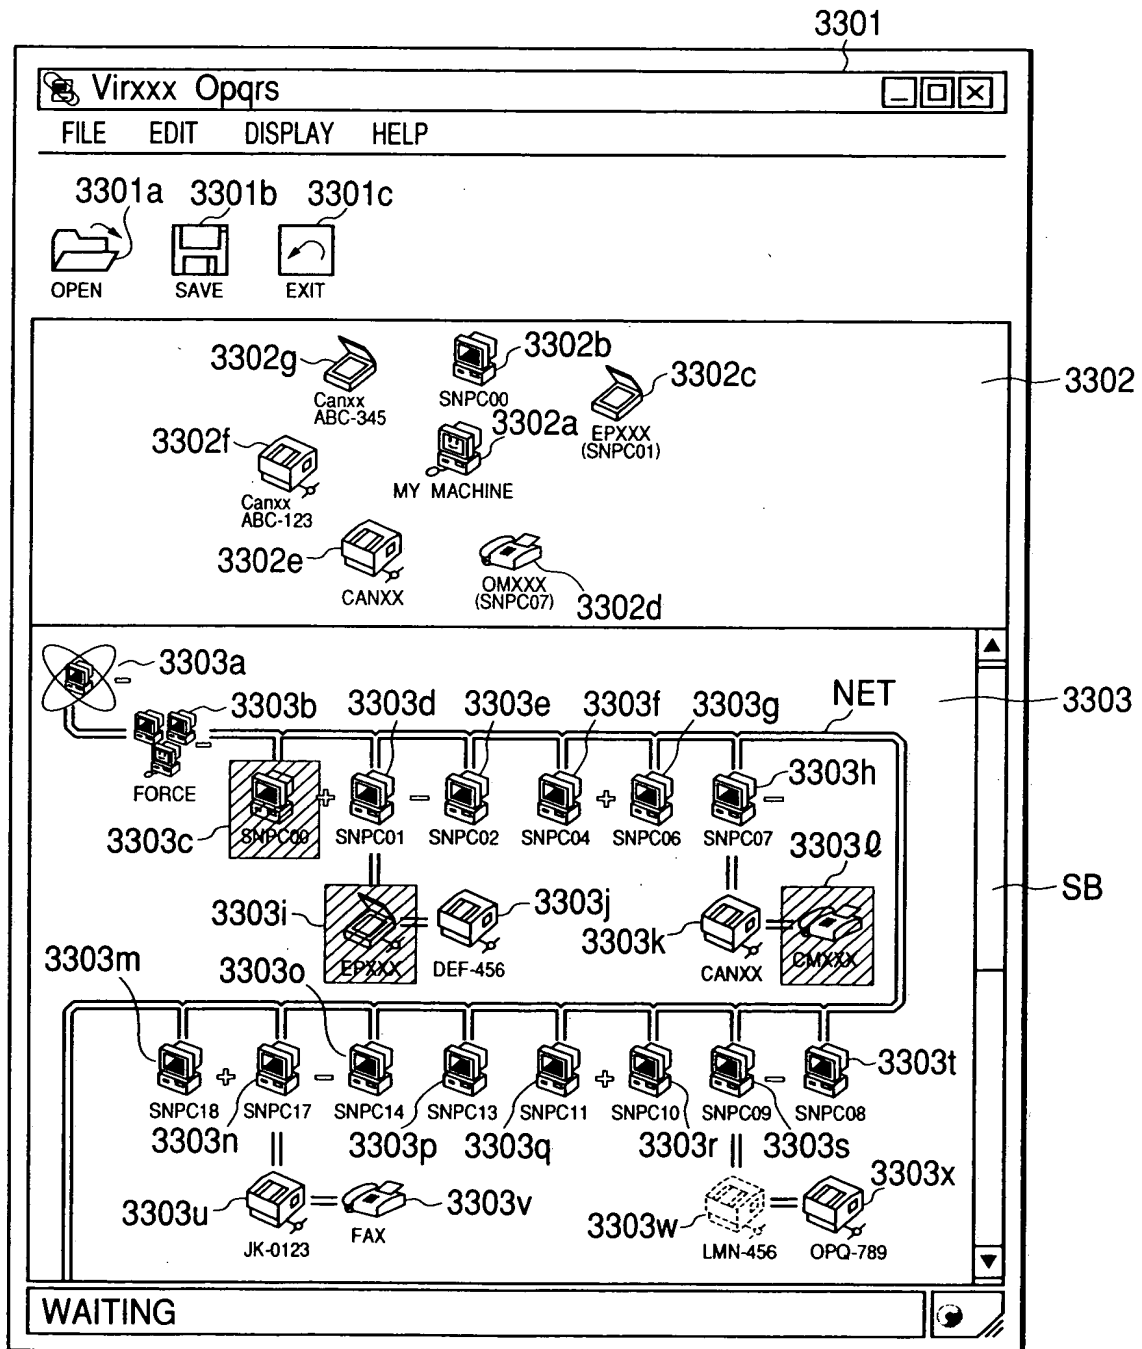 3301
Virxxx Opqrs
FILE EDIT DISPLAY HELP
3301a 3301b 3301c
OPEN SAVE EXIT
3302g 3302b 3302c 3302
Canxx
ABC-345
SNPC00
EPXXX
(SNPC01)
3302f 3302a
MY MACHINE
Canxx
ABC-123
3302e
CANXX
OMXXX
(SNPC07)
3302d
3303a
3303b 3303d 3303e 3303f 3303g NET 3303
FORCE
3303h
3303c
SNPC00 SNPC01 SNPC02 SNPC04 SNPC06 SNPC07
3303ℓ
SB
3303i 3303j 3303k
EPXXX DEF-456 CANXX CMXXX
3303m 3303o
3303t
SNPC18 SNPC17 SNPC14 SNPC13 SNPC11 SNPC10 SNPC09 SNPC08
3303n 3303p 3303q 3303r 3303s
3303u 3303v 3303w 3303x
JK-0123 FAX LMN-456 OPQ-789
WAITING